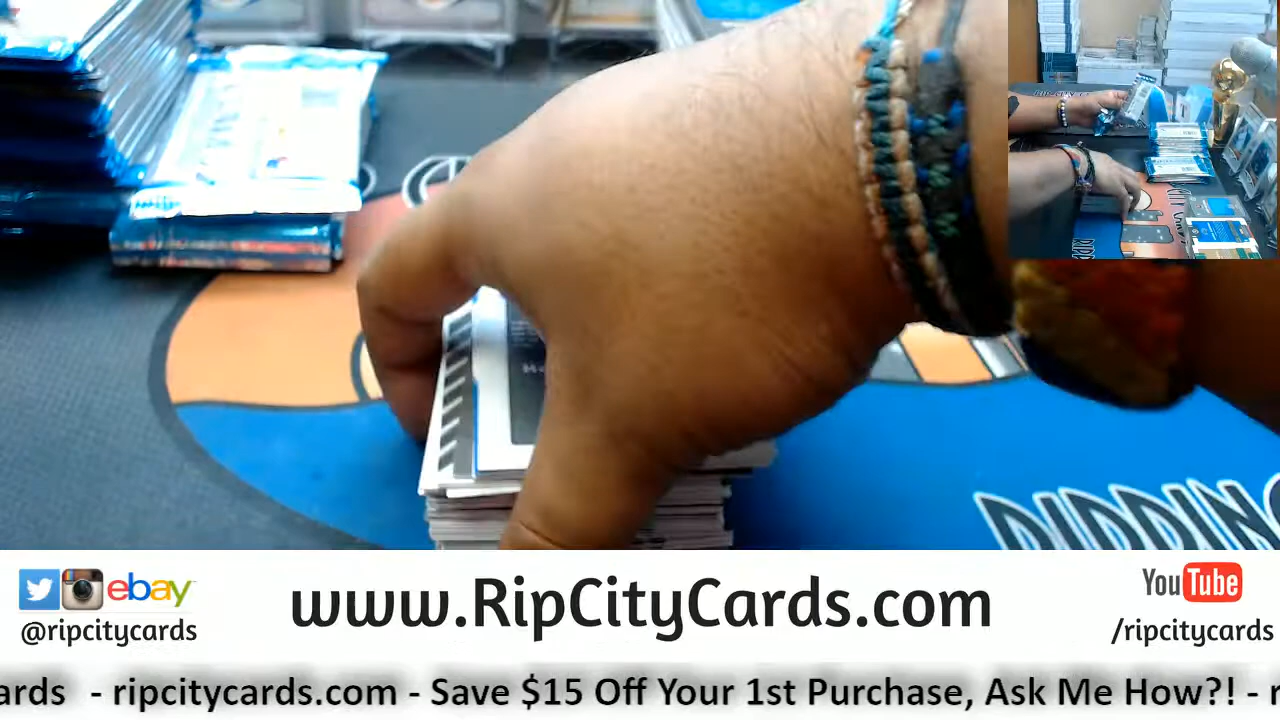 RIPPING
ebay
@ripcitycards
www.RipCityCards.com
YouTube
/ripcitycards
ards - ripcitycards.com - Save $15 Off Your 1st Purchase, Ask Me How?! - r